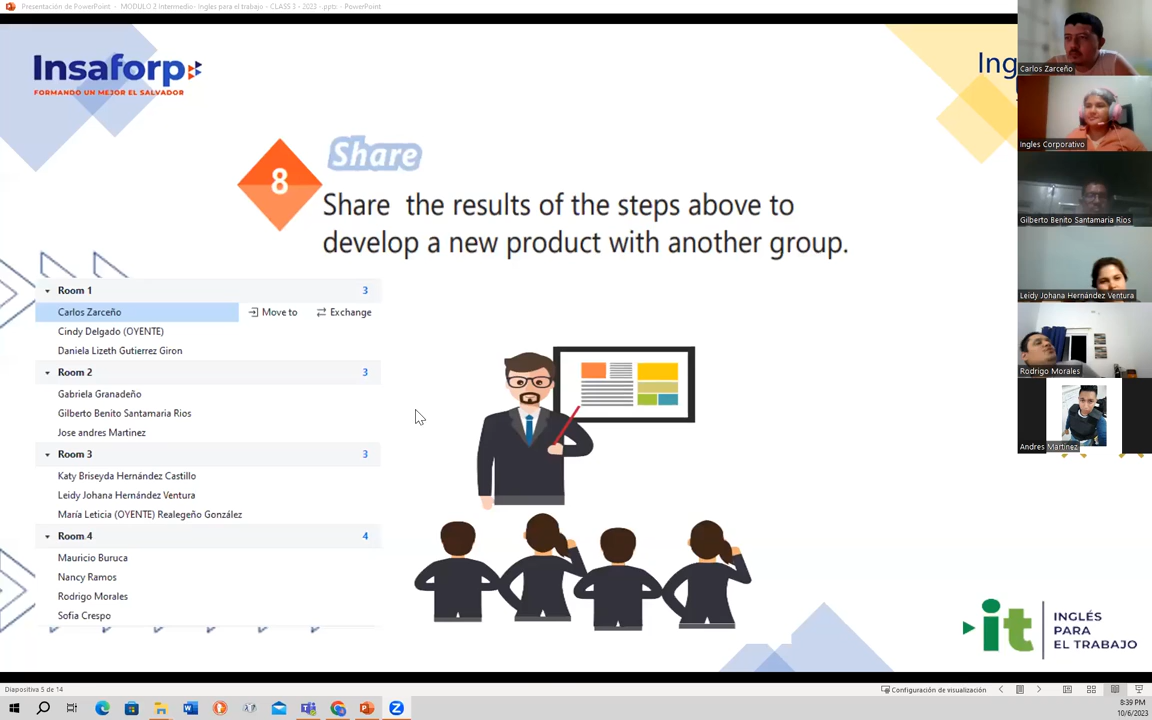 Presentación de PowerPoint - MODULO 2 Intermedio- Ingles para el trabajo - CLASS 3 - 2023 -.pptx - PowerPoint
Insaforp
FORMANDO UN MEJOR EL SALVADOR
Ing
8
Share
Share the results of the steps above to
develop a new product with another group.
Room 1 3
Carlos Zarceño Move to Exchange
Cindy Delgado (OYENTE)
Daniela Lizeth Gutierrez Giron
Room 2 3
Gabriela Granadeño
Gilberto Benito Santamaria Rios
Jose andres Martinez
Room 3 3
Katy Briseyda Hernández Castillo
Leidy Johana Hernández Ventura
María Leticia (OYENTE) Realegeño González
Room 4 4
Mauricio Buruca
Nancy Ramos
Rodrigo Morales
Sofia Crespo
Carlos Zarceño
Ingles Corporativo
Gilberto Benito Santamaria Rios
Leidy Johana Hernández Ventura
Rodrigo Morales
Andres Martinez
it
INGLÉS
PARA
EL TRABAJO
Diapositiva 5 de 14
Configuración de visualización
8:39 PM
10/6/2023